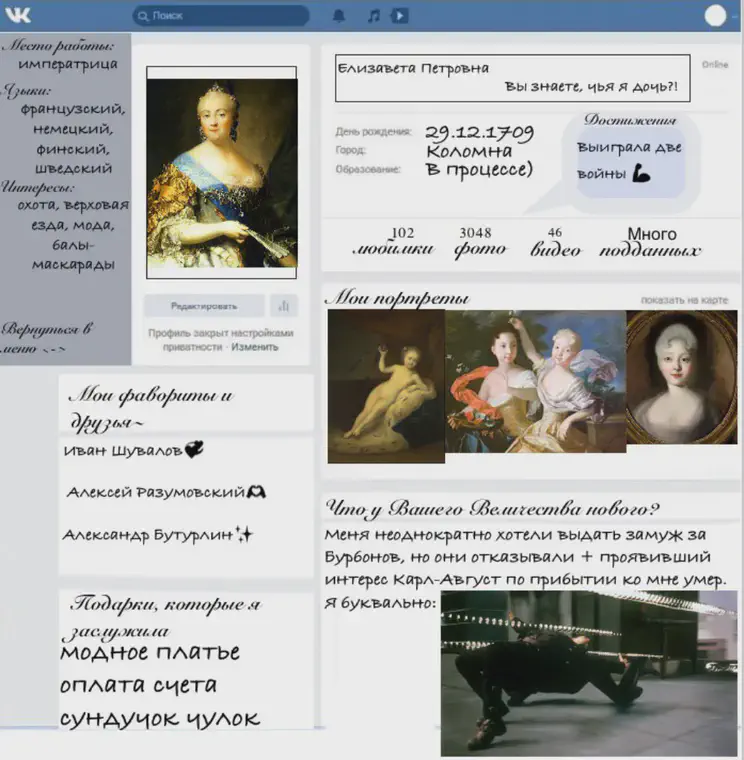 Поиск
Место работы:
императрица
Языки:
французский,
немецкий,
финский,
шведский
Интересы:
охота, верховая
езда, мода,
балы-
маскарады
Вернуться в
меню <->
Редактировать
Профиль закрыт настройками
приватности · Изменить
Елизавета Петровна
Вы знаете, чья я дочь?!
Online
День рождения: 29.12.1709
Город: Коломна
Образование: В процессе)
Достижения
Выиграла две
войны 💪
102 3048 46 Много
любимки фото видео подданных
Мои портреты
показать на карте
Мои фавориты и
друзья~
Иван Шувалов💞
Алексей Разумовский🫶
Александр Бутурлин✨
Подарки, которые я
заслужила
модное платье
оплата счета
сундучок чулок
Что у Вашего Величества нового?
Меня неоднократно хотели выдать замуж за
Бурбонов, но они отказывали + проявивший
интерес Карл-Август по прибытии ко мне умер.
Я буквально: